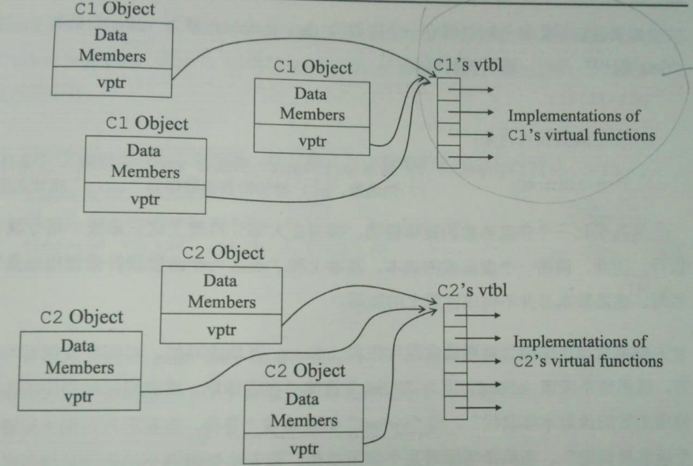 C1 Object
Data
Members
vptr
C1 Object
Data
Members
vptr
C1 Object
Data
Members
vptr
C1's vtbl
Implementations of
C1's virtual functions
C2 Object
Data
Members
vptr
C2 Object
Data
Members
vptr
C2 Object
Data
Members
vptr
C2's vtbl
Implementations of
C2's virtual functions